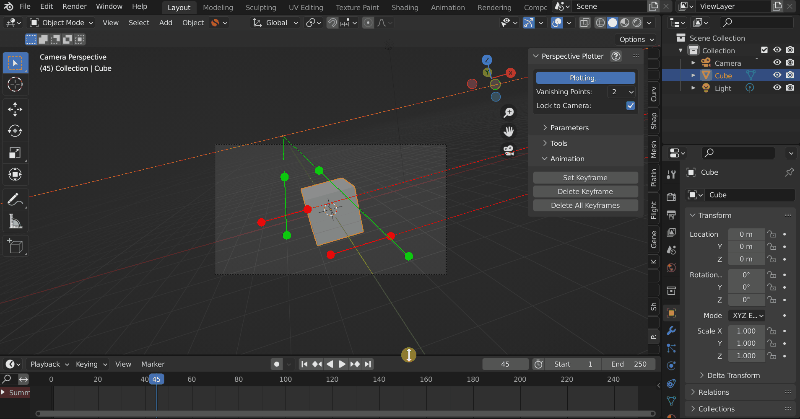 File Edit Render Window Help Layout Modeling Sculpting UV Editing Texture Paint Shading Animation Rendering Comp Scene ViewLayer
Object Mode View Select Add Object Global
Options
Camera Perspective
(45) Collection | Cube
Perspective Plotter
Plotting
Vanishing Points: 2
Lock to Camera:
Parameters
Tools
Animation
Set Keyframe
Delete Keyframe
Delete All Keyframes
X
Y
Z
Curv
Shap
Mesh
Platin
Flight
Gene
K
Sh
R
Scene Collection
Collection
Camera
Cube
Light
Cube
Cube
Transform
Location 0 m
Y 0 m
Z 0 m
Rotation... 0°
Y 0°
Z 0°
Mode XYZ E...
Scale X 1.000
Y 1.000
Z 1.000
Delta Transform
Relations
Collections
Playback Keying View Marker 45 Start 1 End 250
0 20 40 45 60 80 100 120 140 160 180 200 220 240
Summ